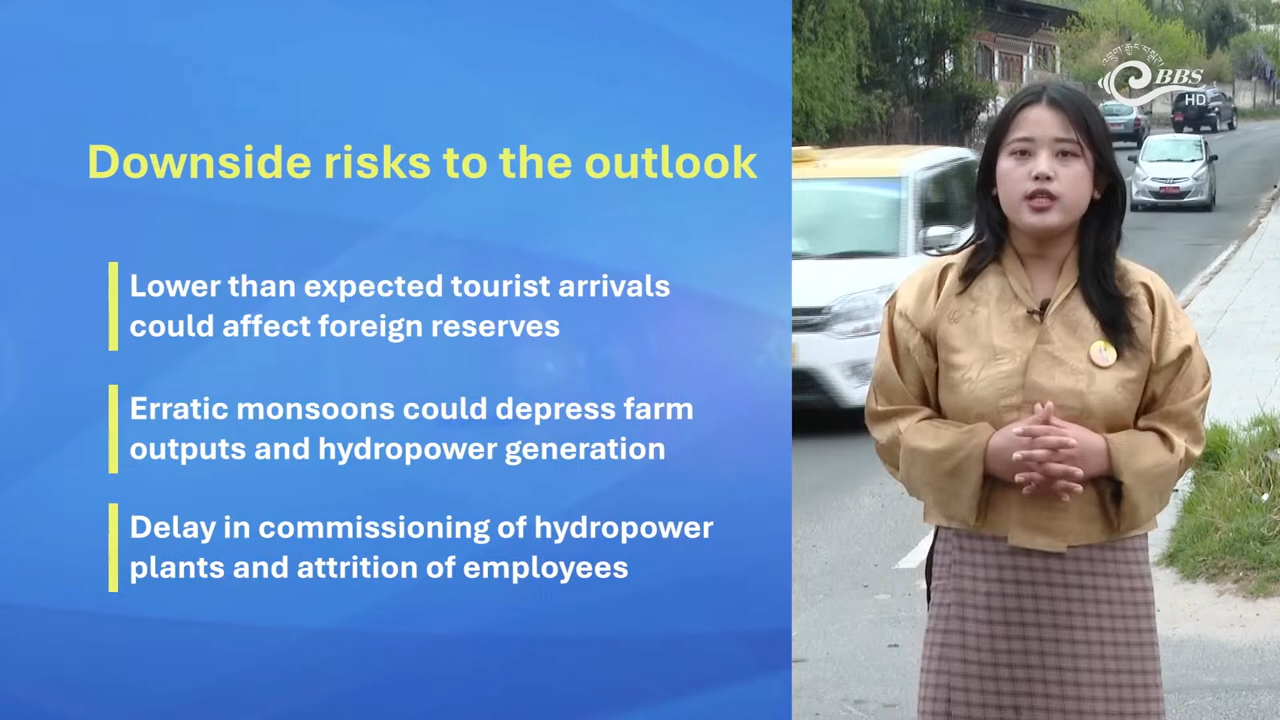 Downside risks to the outlook
Lower than expected tourist arrivals
could affect foreign reserves
Erratic monsoons could depress farm
outputs and hydropower generation
Delay in commissioning of hydropower
plants and attrition of employees
BBS
HD